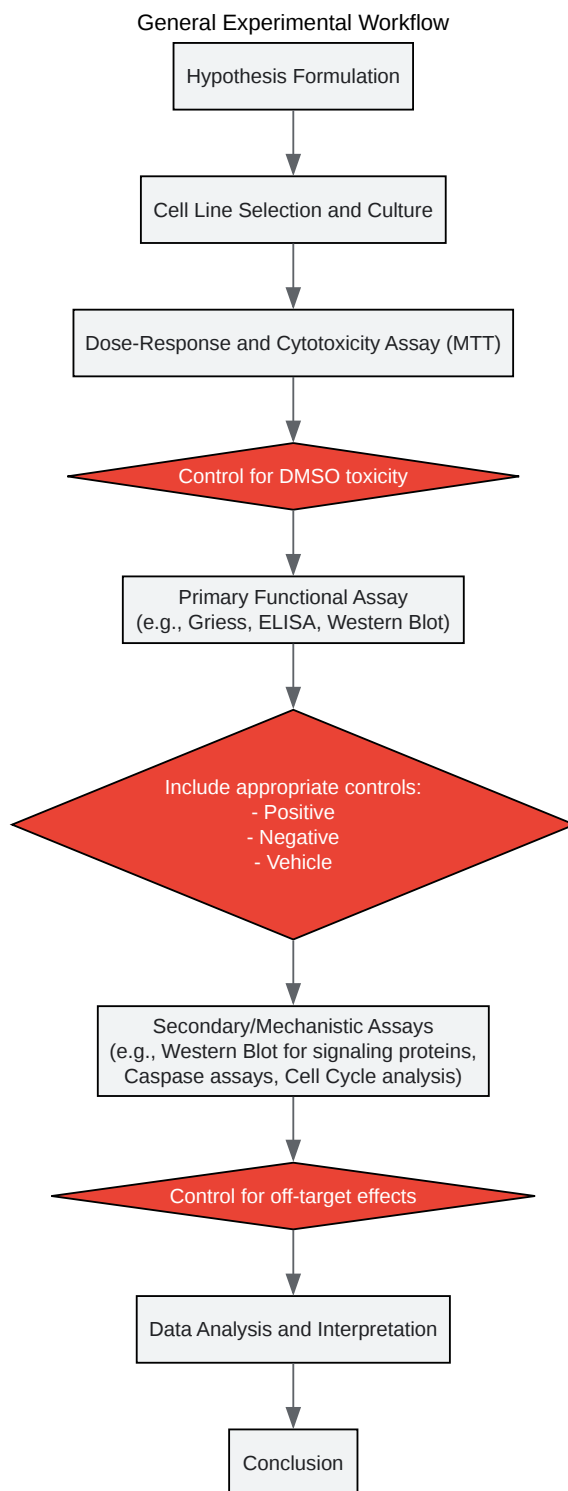 General Experimental Workflow
Hypothesis Formulation
Cell Line Selection and Culture
Dose-Response and Cytotoxicity Assay (MTT)
Control for DMSO toxicity
Primary Functional Assay
(e.g., Griess, ELISA, Western Blot)
Include appropriate controls:
- Positive
- Negative
- Vehicle
Secondary/Mechanistic Assays
(e.g., Western Blot for signaling proteins,
Caspase assays, Cell Cycle analysis)
Control for off-target effects
Data Analysis and Interpretation
Conclusion